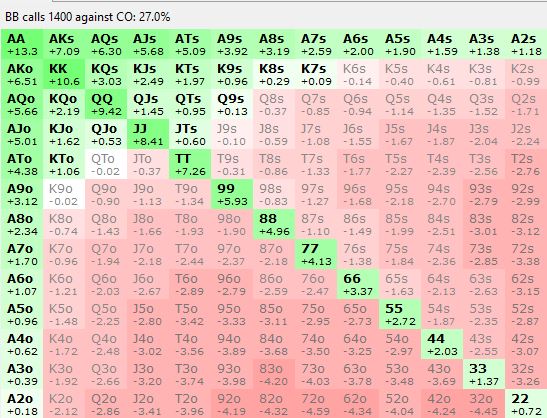 BB calls 1400 against CO: 27.0%
AA AKs AQs AJs ATs A9s A8s A7s A6s A5s A4s A3s A2s
+13.3 +7.09 +6.30 +5.68 +5.09 +3.92 +3.19 +2.59 +2.00 +1.90 +1.59 +1.38 +1.18
AKo KK KQs KJs KTs K9s K8s K7s K6s K5s K4s K3s K2s
+6.51 +10.6 +3.03 +2.49 +1.97 +0.96 +0.29 +0.09 -0.14 -0.40 -0.61 -0.81 -0.99
AQo KQo QQ QJs QTs Q9s Q8s Q7s Q6s Q5s Q4s Q3s Q2s
+5.66 +2.19 +9.42 +1.45 +0.95 +0.13 -0.37 -0.85 -0.94 -1.14 -1.35 -1.52 -1.71
AJo KJo QJo JJ JTs J9s J8s J7s J6s J5s J4s J3s J2s
+5.01 +1.62 +0.53 +8.41 +0.60 -0.10 -0.59 -1.08 -1.55 -1.67 -1.87 -2.04 -2.24
ATo KTo QTo JTo TT T9s T8s T7s T6s T5s T4s T3s T2s
+4.38 +1.06 -0.02 -0.37 +7.26 -0.31 -0.86 -1.33 -1.77 -2.27 -2.39 -2.56 -2.76
A9o K9o Q9o J9o T9o 99 98s 97s 96s 95s 94s 93s 92s
+3.12 -0.02 -0.90 -1.13 -1.34 +5.93 -0.83 -1.27 -1.68 -2.18 -2.70 -2.79 -2.99
A8o K8o Q8o J8o T8o 98o 88 87s 86s 85s 84s 83s 82s
+2.34 -0.74 -1.43 -1.66 -1.93 -1.90 +4.96 -1.10 -1.49 -1.99 -2.51 -3.01 -3.12
A7o K7o Q7o J7o T7o 97o 87o 77 76s 75s 74s 73s 72s
+1.70 -0.96 -1.94 -2.18 -2.44 -2.37 -2.18 +4.13 -1.38 -1.84 -2.36 -2.85 -3.38
A6o K6o Q6o J6o T6o 96o 86o 76o 66 65s 64s 63s 62s
+1.07 -1.21 -2.03 -2.67 -2.89 -2.79 -2.59 -2.47 +3.37 -1.63 -2.13 -2.63 -3.15
A5o K5o Q5o J5o T5o 95o 85o 75o 65o 55 54s 53s 52s
+0.96 -1.48 -2.25 -2.80 -3.42 -3.33 -3.11 -2.95 -2.73 +2.72 -1.87 -2.35 -2.87
A4o K4o Q4o J4o T4o 94o 84o 74o 64o 54o 44 43s 42s
+0.62 -1.72 -2.48 -3.02 -3.56 -3.89 -3.68 -3.50 -3.25 -2.97 +2.03 -2.55 -3.07
A3o K3o Q3o J3o T3o 93o 83o 73o 63o 53o 43o 33 32s
+0.39 -1.92 -2.66 -3.20 -3.74 -3.98 -4.20 -4.03 -3.78 -3.48 -3.69 +1.37 -3.26
A2o K2o Q2o J2o T2o 92o 82o 72o 62o 52o 42o 32o 22
+0.18 -2.12 -2.86 -3.41 -3.96 -4.19 -4.32 -4.59 -4.34 -4.04 -4.24 -4.45 +0.72